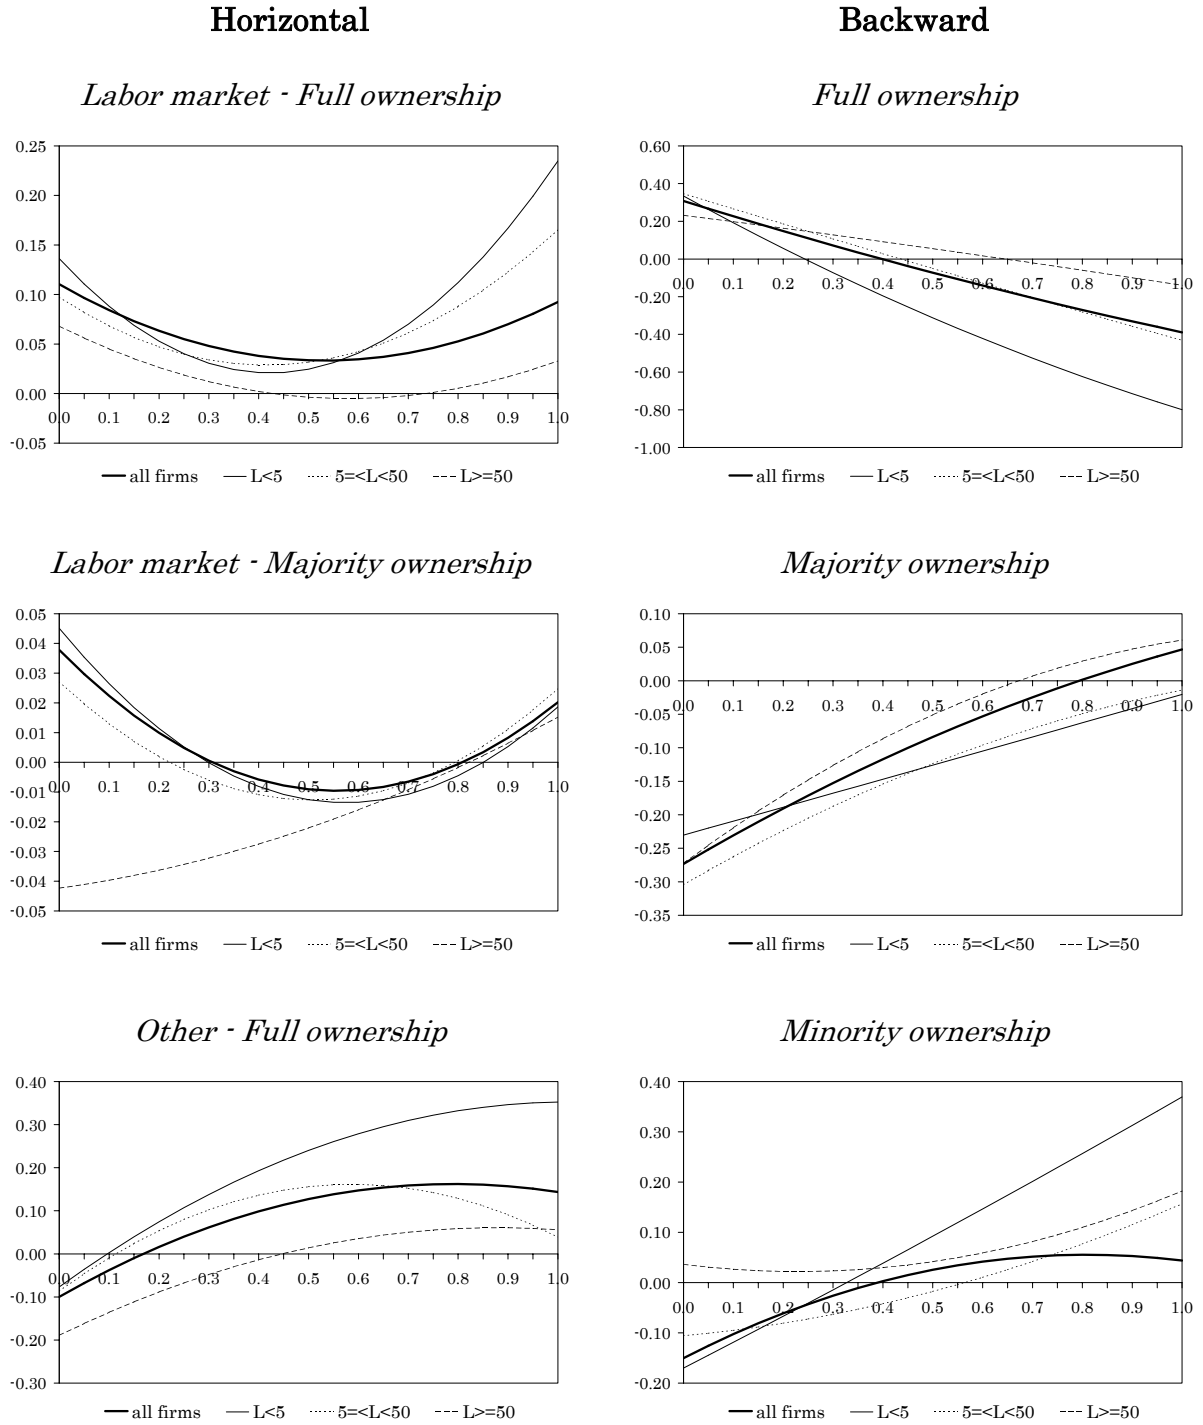 Horizontal
Backward
Labor market - Full ownership
Full ownership
0.25
0.20
0.15
0.10
0.05
0.00
-0.05
0.0 0.1 0.2 0.3 0.4 0.5 0.6 0.7 0.8 0.9 1.0
all firms L<5 5=<L<50 L>=50
0.60
0.40
0.20
0.00
-0.20
-0.40
-0.60
-0.80
-1.00
0.0 0.1 0.2 0.3 0.4 0.5 0.6 0.7 0.8 0.9 1.0
all firms L<5 5=<L<50 L>=50
Labor market - Majority ownership
Majority ownership
0.05
0.04
0.03
0.02
0.01
0.00
-0.01
-0.02
-0.03
-0.04
-0.05
0.0 0.1 0.2 0.3 0.4 0.5 0.6 0.7 0.8 0.9 1.0
all firms L<5 5=<L<50 L>=50
0.10
0.05
0.00
-0.05
-0.10
-0.15
-0.20
-0.25
-0.30
-0.35
0.0 0.1 0.2 0.3 0.4 0.5 0.6 0.7 0.8 0.9 1.0
all firms L<5 5=<L<50 L>=50
Other - Full ownership
Minority ownership
0.40
0.30
0.20
0.10
0.00
-0.10
-0.20
-0.30
0.0 0.1 0.2 0.3 0.4 0.5 0.6 0.7 0.8 0.9 1.0
all firms L<5 5=<L<50 L>=50
0.40
0.30
0.20
0.10
0.00
-0.10
-0.20
0.0 0.1 0.2 0.3 0.4 0.5 0.6 0.7 0.8 0.9 1.0
all firms L<5 5=<L<50 L>=50